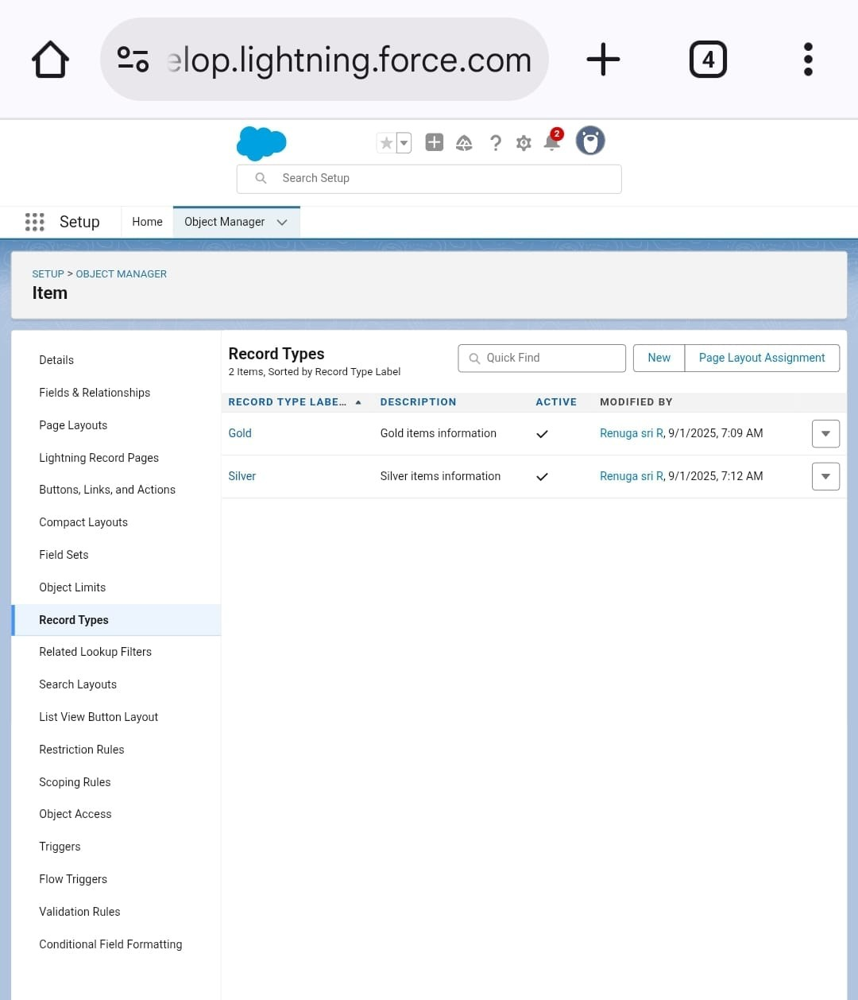 elop.lightning.force.com
4
2
Search Setup
Setup
Home
Object Manager
SETUP > OBJECT MANAGER
Item
Details
Fields & Relationships
Page Layouts
Lightning Record Pages
Buttons, Links, and Actions
Compact Layouts
Field Sets
Object Limits
Record Types
Related Lookup Filters
Search Layouts
List View Button Layout
Restriction Rules
Scoping Rules
Object Access
Triggers
Flow Triggers
Validation Rules
Conditional Field Formatting
Record Types
2 Items, Sorted by Record Type Label
Quick Find
New
Page Layout Assignment
RECORD TYPE LABE... DESCRIPTION ACTIVE MODIFIED BY
Gold Gold items information Renuga sri R, 9/1/2025, 7:09 AM
Silver Silver items information Renuga sri R, 9/1/2025, 7:12 AM